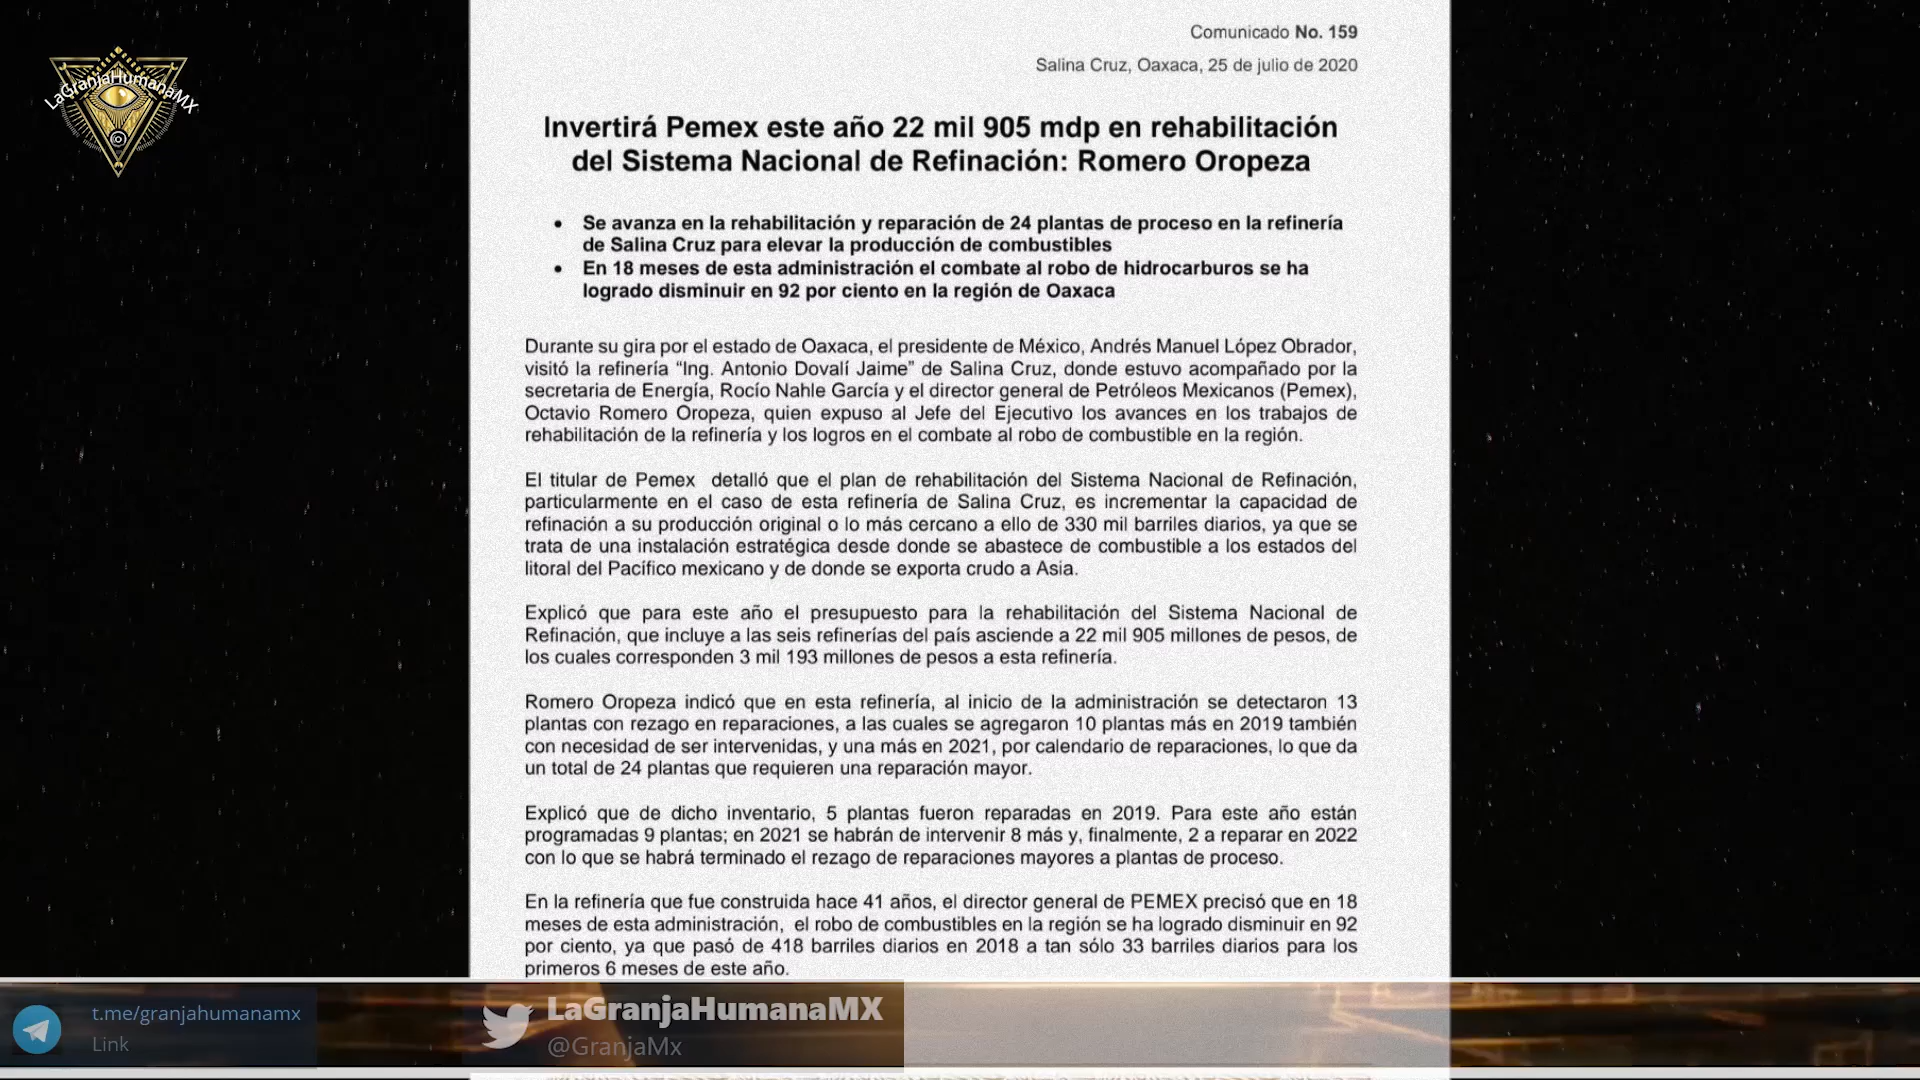 LaGranjaHumanaMX
Comunicado No. 159
Salina Cruz, Oaxaca, 25 de julio de 2020
Invertirá Pemex este año 22 mil 905 mdp en rehabilitación
del Sistema Nacional de Refinación: Romero Oropeza
• Se avanza en la rehabilitación y reparación de 24 plantas de proceso en la refinería
de Salina Cruz para elevar la producción de combustibles
• En 18 meses de esta administración el combate al robo de hidrocarburos se ha
logrado disminuir en 92 por ciento en la región de Oaxaca
Durante su gira por el estado de Oaxaca, el presidente de México, Andrés Manuel López Obrador,
visitó la refinería “Ing. Antonio Dovalí Jaime” de Salina Cruz, donde estuvo acompañado por la
secretaria de Energía, Rocío Nahle García y el director general de Petróleos Mexicanos (Pemex),
Octavio Romero Oropeza, quien expuso al Jefe del Ejecutivo los avances en los trabajos de
rehabilitación de la refinería y los logros en el combate al robo de combustible en la región.
El titular de Pemex detalló que el plan de rehabilitación del Sistema Nacional de Refinación,
particularmente en el caso de esta refinería de Salina Cruz, es incrementar la capacidad de
refinación a su producción original o lo más cercano a ello de 330 mil barriles diarios, ya que se
trata de una instalación estratégica desde donde se abastece de combustible a los estados del
litoral del Pacífico mexicano y de donde se exporta crudo a Asia.
Explicó que para este año el presupuesto para la rehabilitación del Sistema Nacional de
Refinación, que incluye a las seis refinerías del país asciende a 22 mil 905 millones de pesos, de
los cuales corresponden 3 mil 193 millones de pesos a esta refinería.
Romero Oropeza indicó que en esta refinería, al inicio de la administración se detectaron 13
plantas con rezago en reparaciones, a las cuales se agregaron 10 plantas más en 2019 también
con necesidad de ser intervenidas, y una más en 2021, por calendario de reparaciones, lo que da
un total de 24 plantas que requieren una reparación mayor.
Explicó que de dicho inventario, 5 plantas fueron reparadas en 2019. Para este año están
programadas 9 plantas; en 2021 se habrán de intervenir 8 más y, finalmente, 2 a reparar en 2022
con lo que se habrá terminado el rezago de reparaciones mayores a plantas de proceso.
En la refinería que fue construida hace 41 años, el director general de PEMEX precisó que en 18
meses de esta administración, el robo de combustibles en la región se ha logrado disminuir en 92
por ciento, ya que pasó de 418 barriles diarios en 2018 a tan sólo 33 barriles diarios para los
primeros 6 meses de este año.
t.me/granjahumanamx
Link
LaGranjaHumanaMX
@GranjaMx